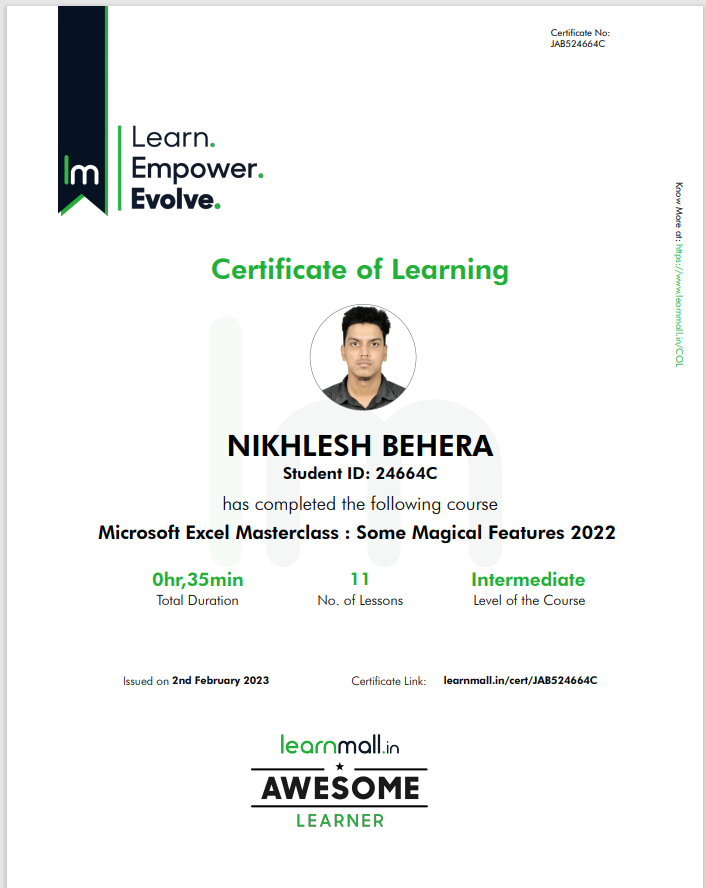 Certificate No:
JAB524664C
lm
Learn.
Empower.
Evolve.
Know More at: https://www.learnmall.in/COL
Certificate of Learning
NIKHLESH BEHERA
Student ID: 24664C
has completed the following course
Microsoft Excel Masterclass : Some Magical Features 2022
0hr,35min 11 Intermediate
Total Duration No. of Lessons Level of the Course
Issued on 2nd February 2023 Certificate Link: learnmall.in/cert/JAB524664C
learnmall.in
AWESOME
LEARNER